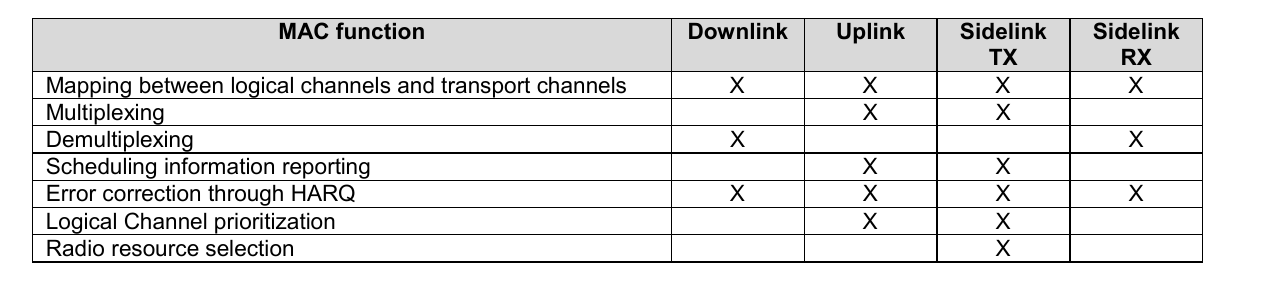 MAC function Downlink Uplink Sidelink TX Sidelink RX
Mapping between logical channels and transport channels X X X X
Multiplexing X X
Demultiplexing X X
Scheduling information reporting X X
Error correction through HARQ X X X X
Logical Channel prioritization X X
Radio resource selection X